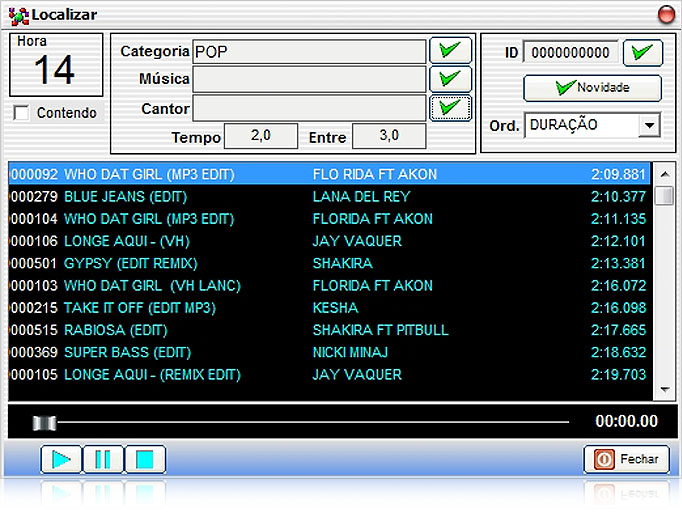 Localizar
Hora
14
Contendo
Categoria POP
Música
Cantor
Tempo 2,0 Entre 3,0
ID 0000000000
Novidade
Ord. DURAÇÃO
000092 WHO DAT GIRL (MP3 EDIT) FLO RIDA FT AKON 2:09.881
000279 BLUE JEANS (EDIT) LANA DEL REY 2:10.377
000104 WHO DAT GIRL (MP3 EDIT) FLORIDA FT AKON 2:11.135
000106 LONGE AQUI - (VH) JAY VAQUER 2:12.101
000501 GYPSY (EDIT REMIX) SHAKIRA 2:13.381
000103 WHO DAT GIRL (VH LANC) FLORIDA FT AKON 2:16.072
000215 TAKE IT OFF (EDIT MP3) KESHA 2:16.098
000515 RABIOSA (EDIT) SHAKIRA FT PITBULL 2:17.665
000369 SUPER BASS (EDIT) NICKI MINAJ 2:18.632
000105 LONGE AQUI - (REMIX EDIT) JAY VAQUER 2:19.703
00:00.00
Fechar